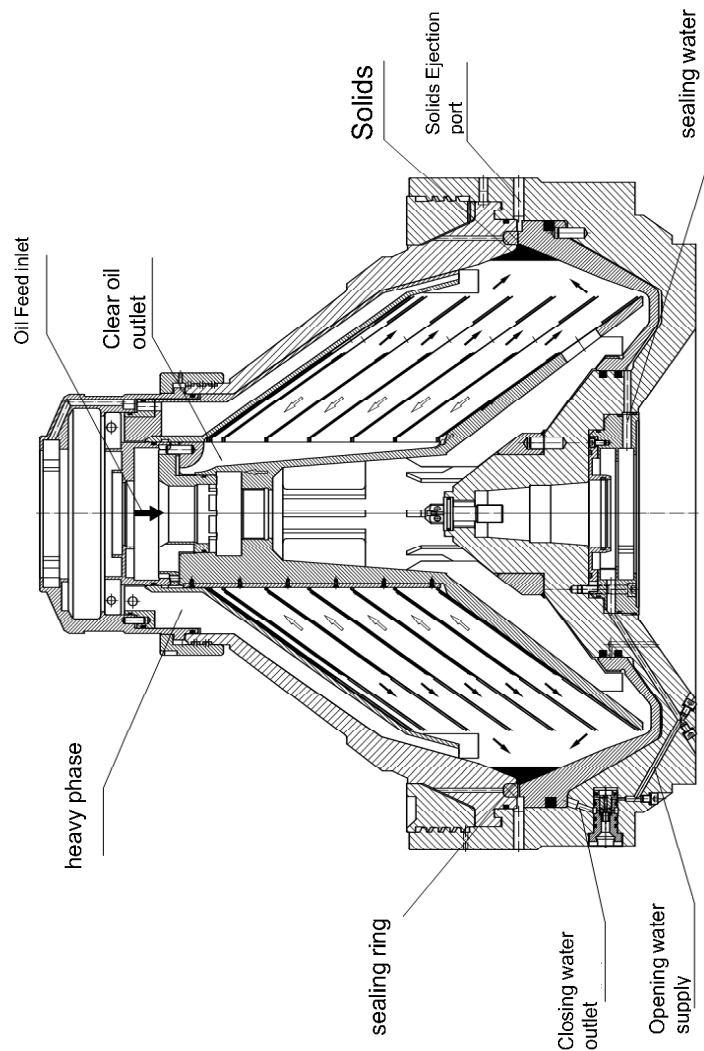 Oil Feed inlet
Clear oil
outlet
Solids
Solids Ejection
port
sealing water
heavy phase
sealing ring
Closing water
outlet
Opening water
supply